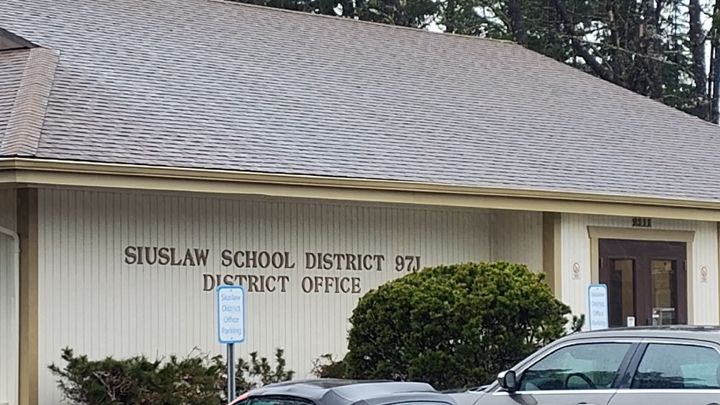 SIUSLAW SCHOOL DISTRICT 97J
DISTRICT OFFICE
Siuslaw
District
Office
Parking